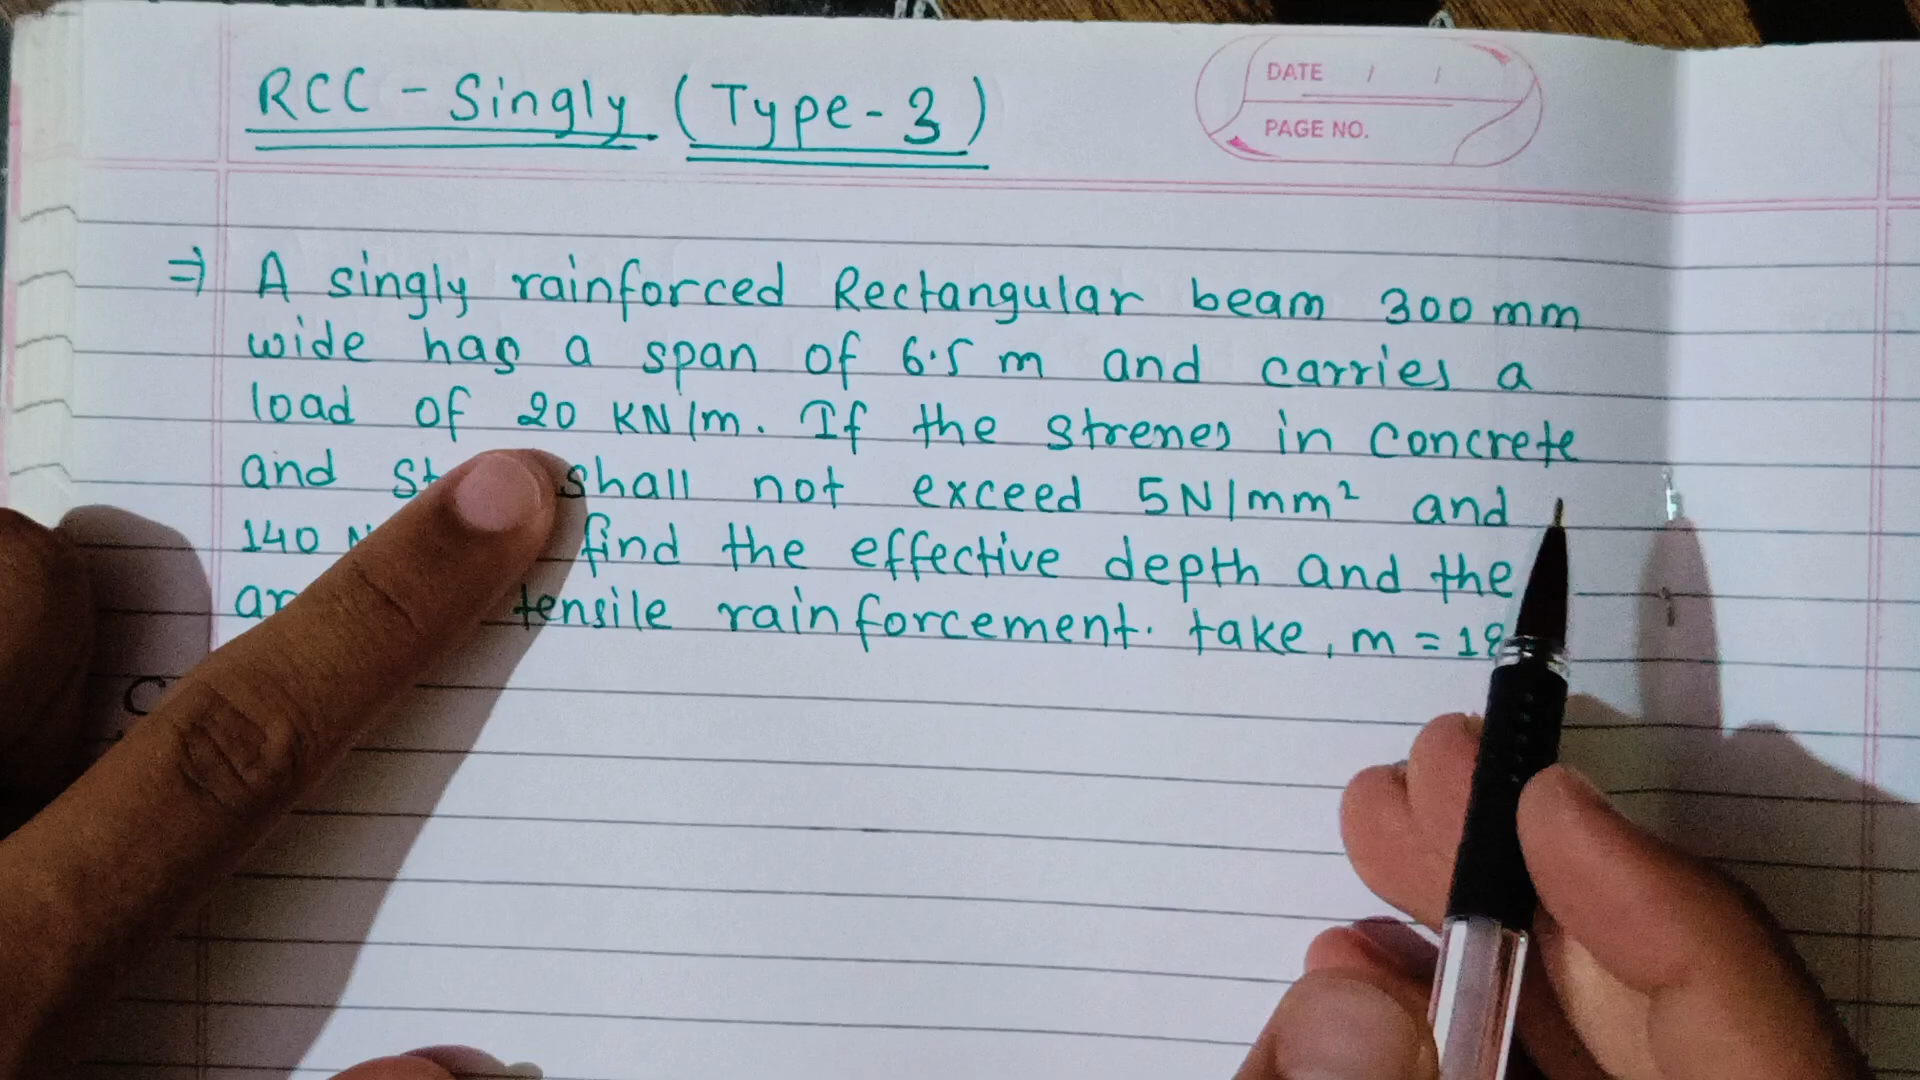 RCC - Singly (Type-3)
DATE / /
PAGE NO.
⇒ A singly rainforced Rectangular beam 300 mm
wide has a span of 6.5 m and carries a
load of 20 KN/m. If the strenes in concrete
and shall not exceed 5N/mm² and
140 find the effective depth and the
tensile rainforcement. take, m =